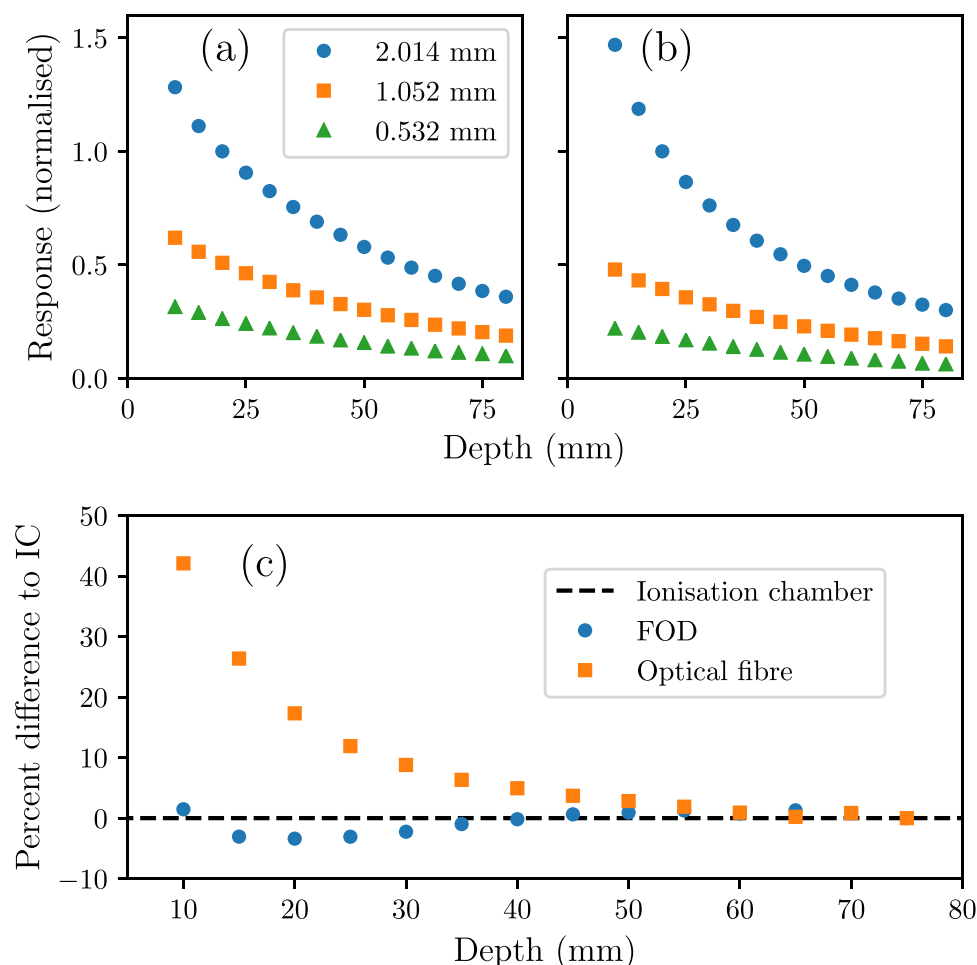 (a)
2.014 mm
1.052 mm
0.532 mm
(b)
Response (normalised)
1.5
1.0
0.5
0.0
0 25 50 75
0 25 50 75
Depth (mm)
(c)
Percent difference to IC
50
40
30
20
10
0
−10
Ionisation chamber
FOD
Optical fibre
10 20 30 40 50 60 70 80
Depth (mm)